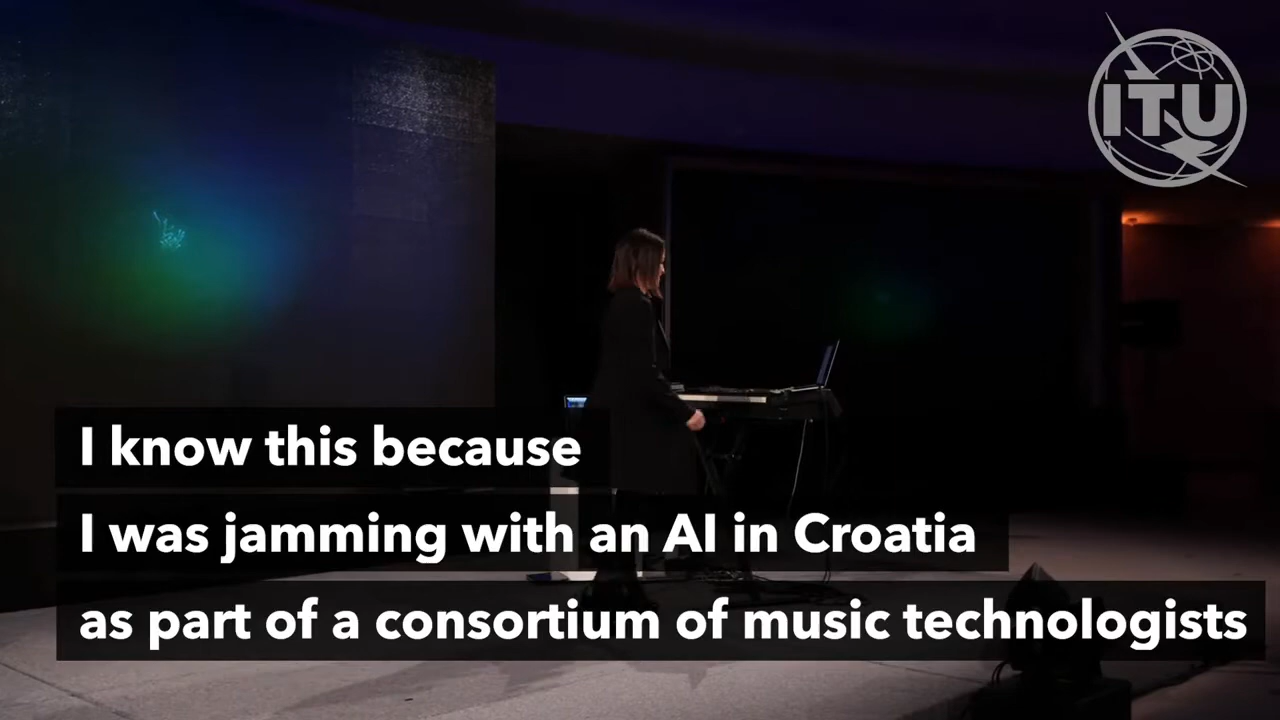 ITU
I know this because
I was jamming with an AI in Croatia
as part of a consortium of music technologists